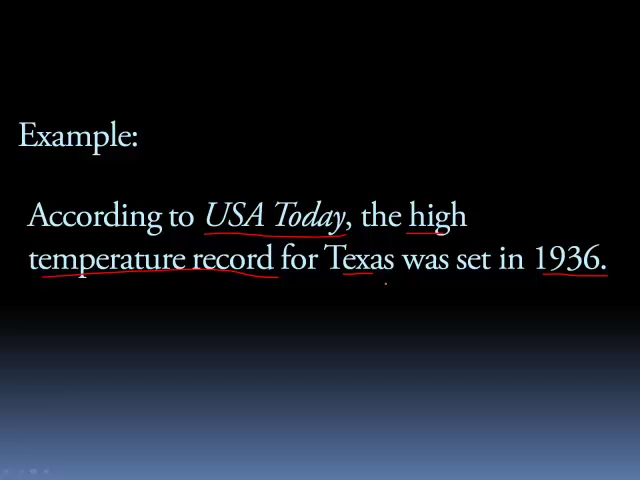 Example:
According to USA Today, the high
temperature record for Texas was set in 1936.